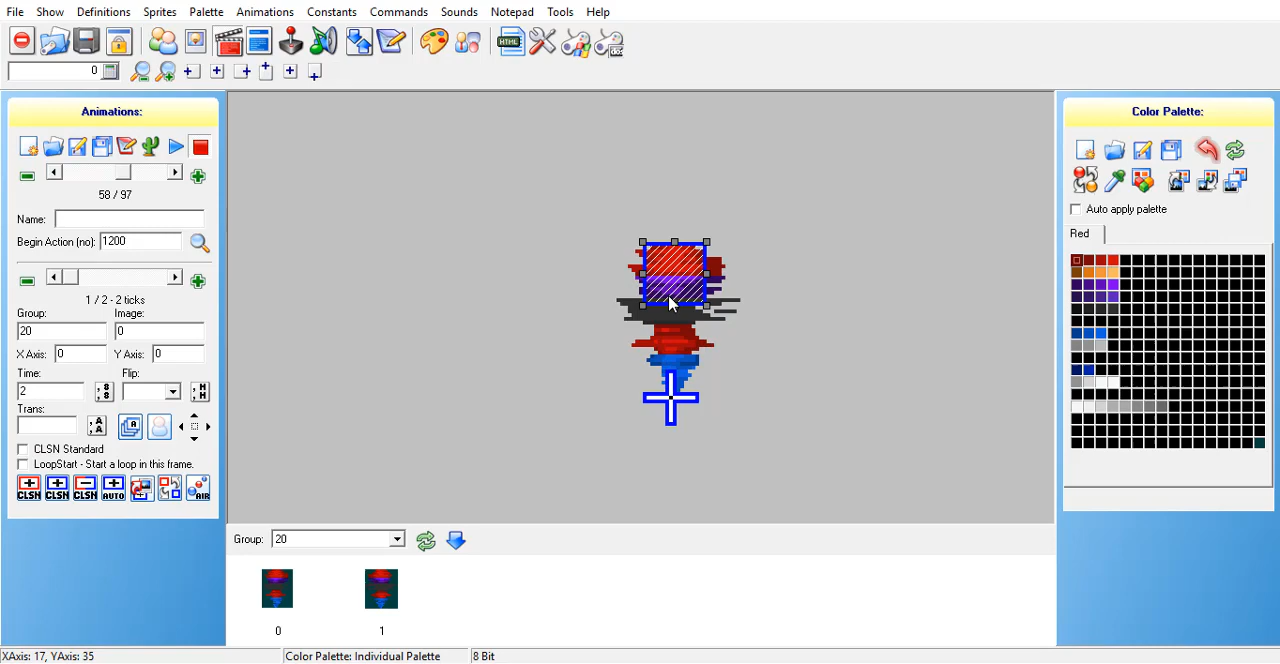 File Show Definitions Sprites Palette Animations Constants Commands Sounds Notepad Tools Help
HTML
0
Animations:
58 / 97
Name:
Begin Action (no): 1200
1 / 2 - 2 ticks
Group: Image:
20 0
X Axis: 0 Y Axis: 0
Time: Flip:
2
Trans:
CLSN Standard
LoopStart - Start a loop in this frame.
CLSN CLSN CLSN AUTO AIR
Color Palette:
Auto apply palette
Red
Group: 20
0 1
XAxis: 17, YAxis: 35 Color Palette: Individual Palette 8 Bit